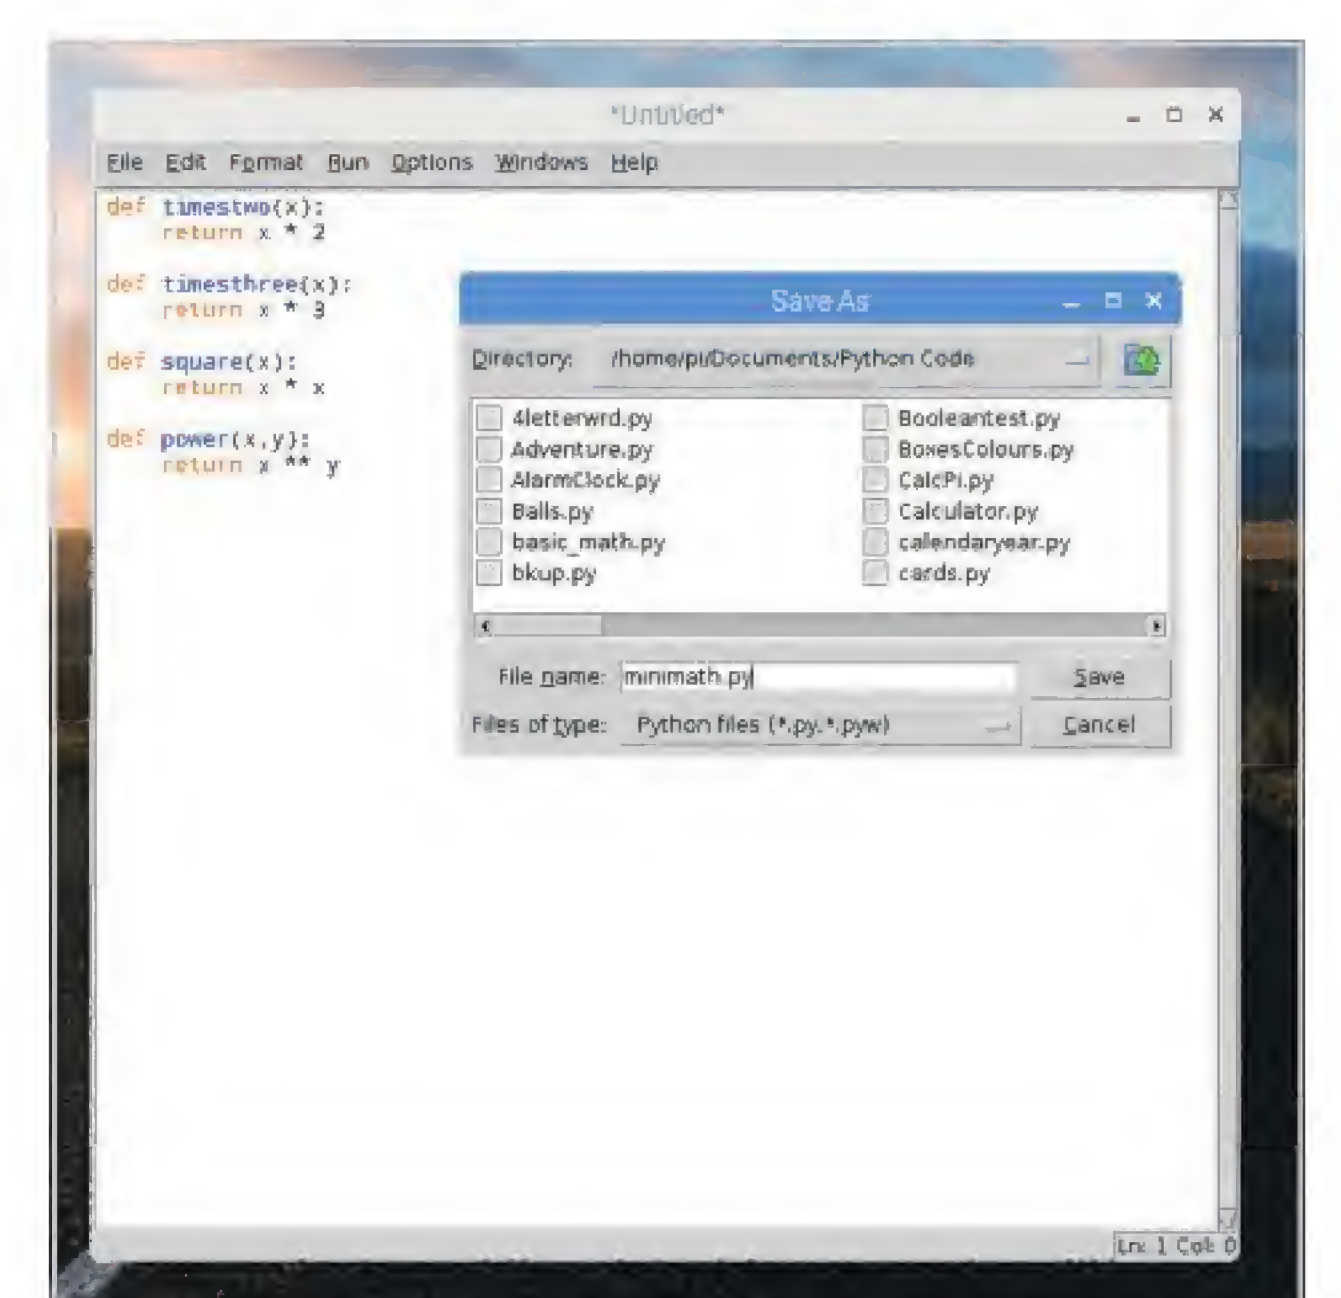 *Untitled*
File Edit Format Run Options Windows Help
def timestwo(x):
return x * 2
def timesthree(x):
return x * 3
def square(x):
return x * x
def power(x,y):
return x ** y
Save As
Directory: /home/pi/Documents/Python Code
4letterwrd.py
Adventure.py
AlarmClock.py
Balls.py
basic_math.py
bkup.py
Booleantest.py
BoxesColours.py
CalcPi.py
Calculator.py
calendaryear.py
cards.py
File name: minimath.py Save
Files of type: Python files (*.py,*.pyw) Cancel
Ln: 1 Col: 0